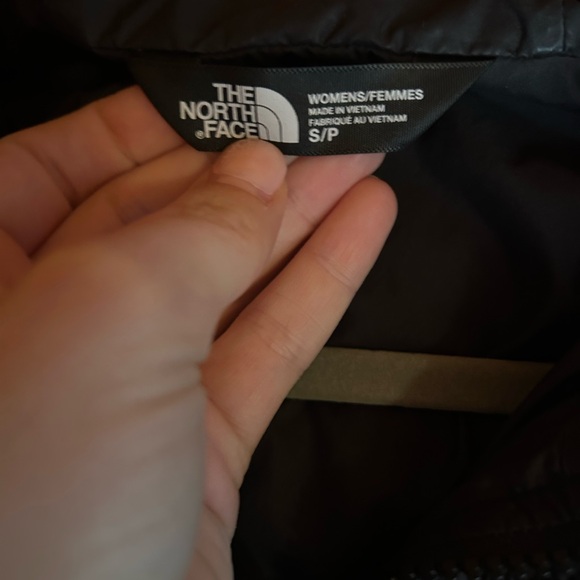 THE
NORTH
®FACE
WOMENS/FEMMES
MADE IN VIETNAM
FABRIQUÉ AU VIETNAM
S/P